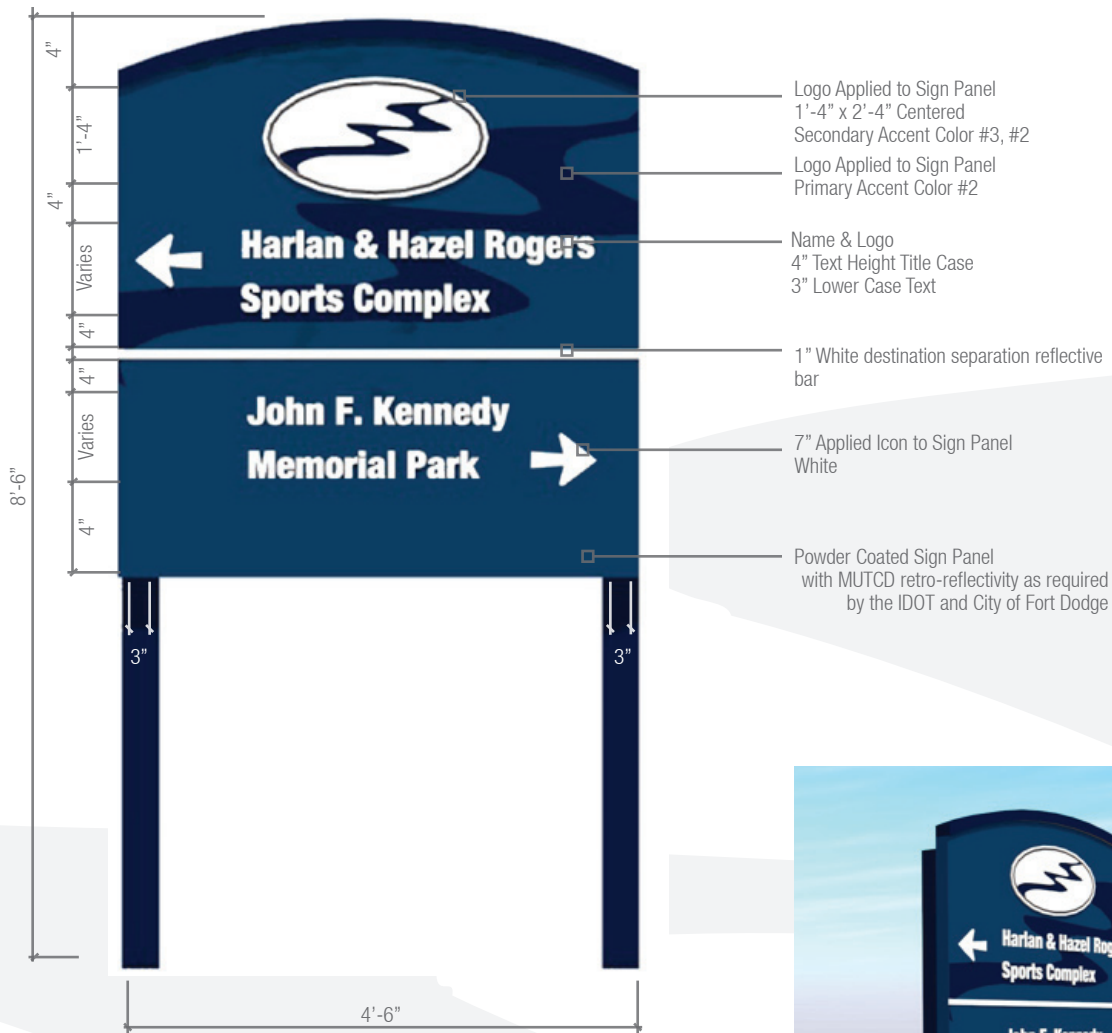 4”
1’-4”
4”
Varies
4”
4”
Varies
4”
8’-6”
Harlan & Hazel Rogers
Sports Complex
John F. Kennedy
Memorial Park
3”
3”
4’-6”
Logo Applied to Sign Panel
1’-4” x 2’-4” Centered
Secondary Accent Color #3, #2
Logo Applied to Sign Panel
Primary Accent Color #2
Name & Logo
4” Text Height Title Case
3” Lower Case Text
1” White destination separation reflective
bar
7” Applied Icon to Sign Panel
White
Powder Coated Sign Panel
with MUTCD retro-reflectivity as required
by the IDOT and City of Fort Dodge
Harlan & Hazel Rog
Sports Complex